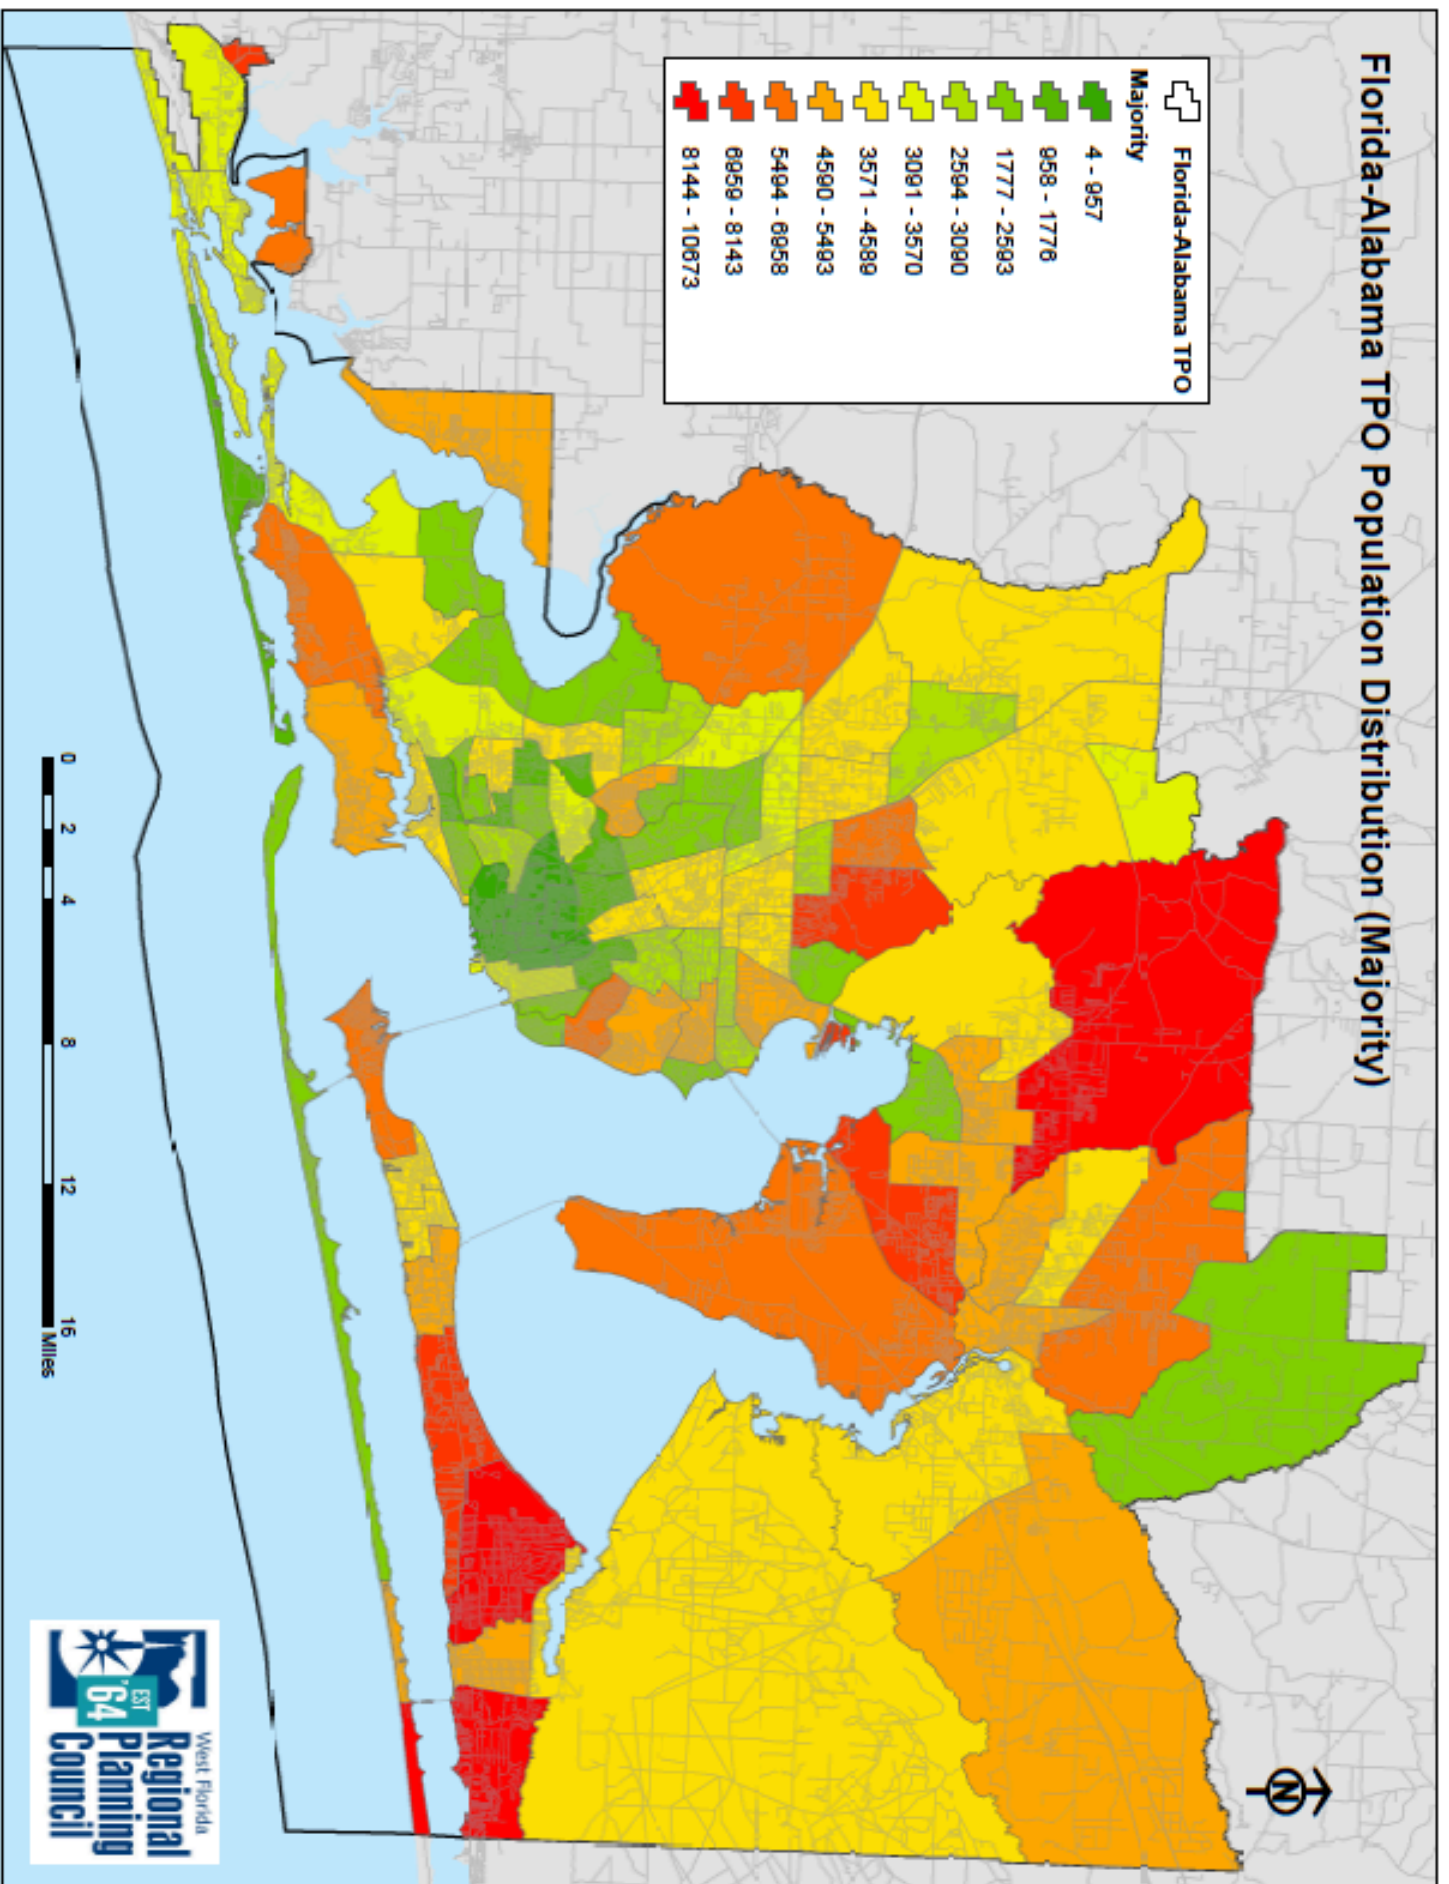 Florida-Alabama TPO Population Distribution (Majority)
Florida-Alabama TPO
Majority
4 - 957
958 - 1776
1777 - 2593
2594 - 3090
3091 - 3570
3571 - 4589
4590 - 5493
5494 - 6958
6959 - 8143
8144 - 10673
N
0 2 4 8 12 16
Miles
EST
'64
West Florida
Regional
Planning
Council